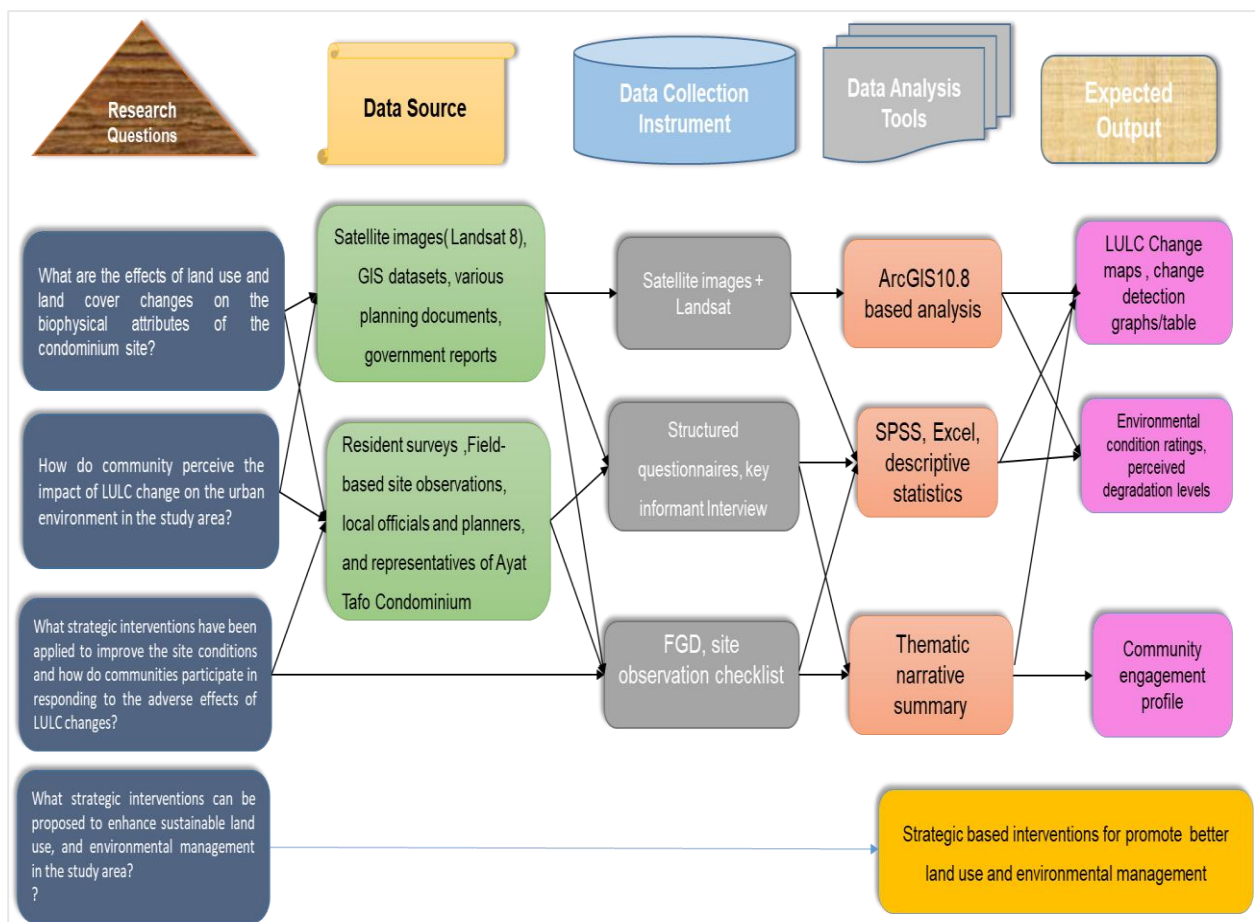 Research
Questions
Data Source
Data Collection
Instrument
Data Analysis
Tools
Expected
Output
What are the effects of land use and
land cover changes on the
biophysical attributes of the
condominium site?
Satellite images( Landsat 8),
GIS datasets, various
planning documents,
government reports
Satellite images +
Landsat
ArcGIS10.8
based analysis
LULC Change
maps , change
detection
graphs/table
How do community perceive the
impact of LULC change on the urban
environment in the study area?
Resident surveys ,Field-
based site observations,
local officials and planners,
and representatives of Ayat
Tafo Condominium
Structured
questionnaires, key
informant Interview
SPSS, Excel,
descriptive
statistics
Environmental
condition ratings,
perceived
degradation levels
What strategic interventions have been
applied to improve the site conditions
and how do communities participate in
responding to the adverse effects of
LULC changes?
FGD, site
observation checklist
Thematic
narrative
summary
Community
engagement
profile
What strategic interventions can be
proposed to enhance sustainable land
use, and environmental management
in the study area?
?
Strategic based interventions for promote better
land use and environmental management